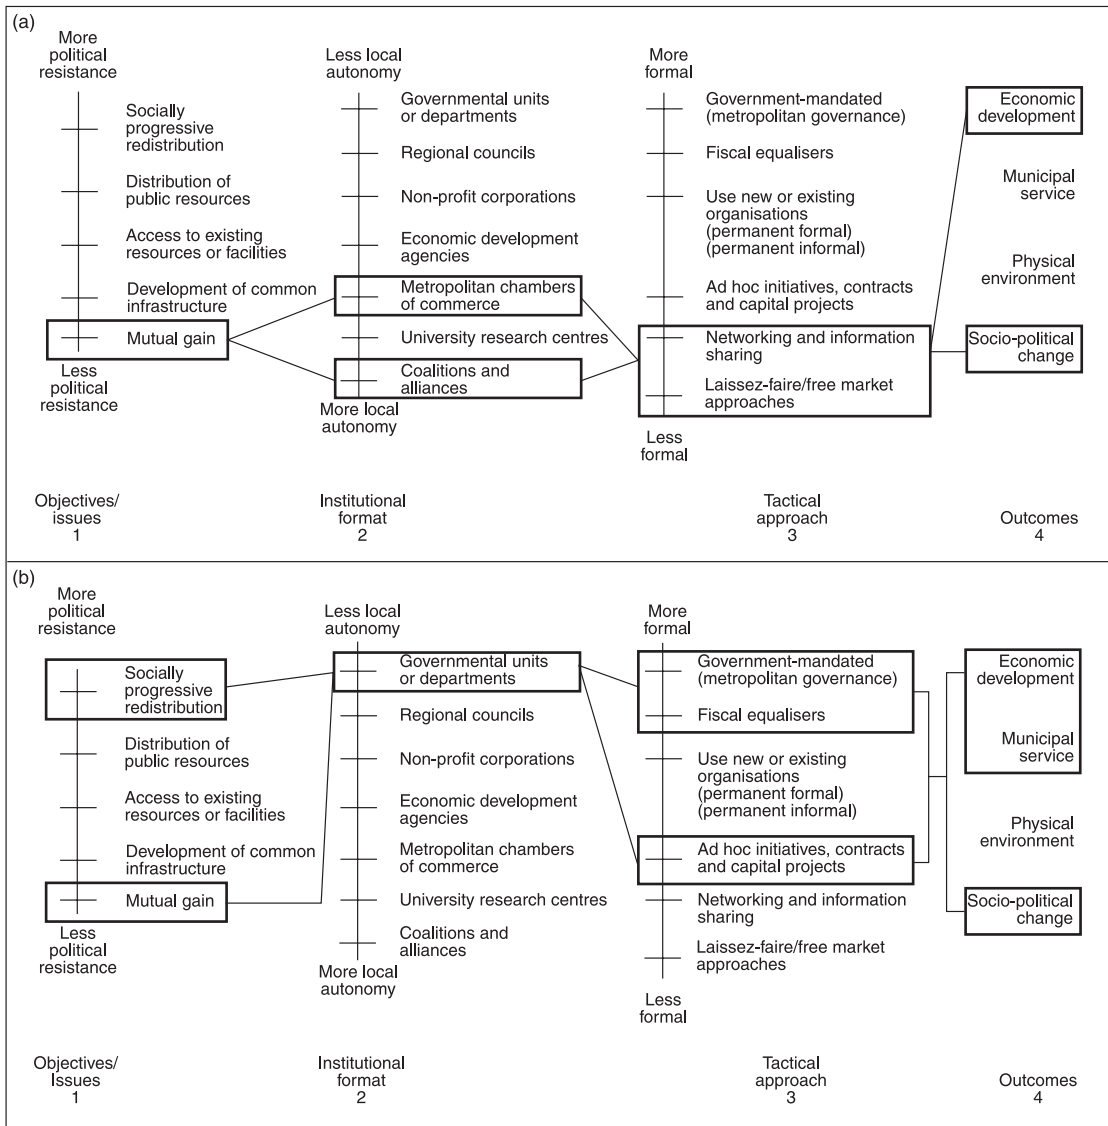 (a)
More
political
resistance
Socially
progressive
redistribution
Distribution of
public resources
Access to existing
resources or facilities
Development of common
infrastructure
Mutual gain
Less
political
resistance
Objectives/
issues
1
Less local
autonomy
Governmental units
or departments
Regional councils
Non-profit corporations
Economic development
agencies
Metropolitan chambers
of commerce
University research centres
Coalitions and
alliances
More local
autonomy
Institutional
format
2
More
formal
Government-mandated
(metropolitan governance)
Fiscal equalisers
Use new or existing
organisations
(permanent formal)
(permanent informal)
Ad hoc initiatives, contracts
and capital projects
Networking and information
sharing
Laissez-faire/free market
approaches
Less
formal
Tactical
approach
3
Economic
development
Municipal
service
Physical
environment
Socio-political
change
Outcomes
4
(b)
More
political
resistance
Socially
progressive
redistribution
Distribution of
public resources
Access to existing
resources or facilities
Development of common
infrastructure
Mutual gain
Less
political
resistance
Objectives/
Issues
1
Less local
autonomy
Governmental units
or departments
Regional councils
Non-profit corporations
Economic development
agencies
Metropolitan chambers
of commerce
University research centres
Coalitions and
alliances
More local
autonomy
Institutional
format
2
More
formal
Government-mandated
(metropolitan governance)
Fiscal equalisers
Use new or existing
organisations
(permanent formal)
(permanent informal)
Ad hoc initiatives, contracts
and capital projects
Networking and information
sharing
Laissez-faire/free market
approaches
Less
formal
Tactical
approach
3
Economic
development
Municipal
service
Physical
environment
Socio-political
change
Outcomes
4